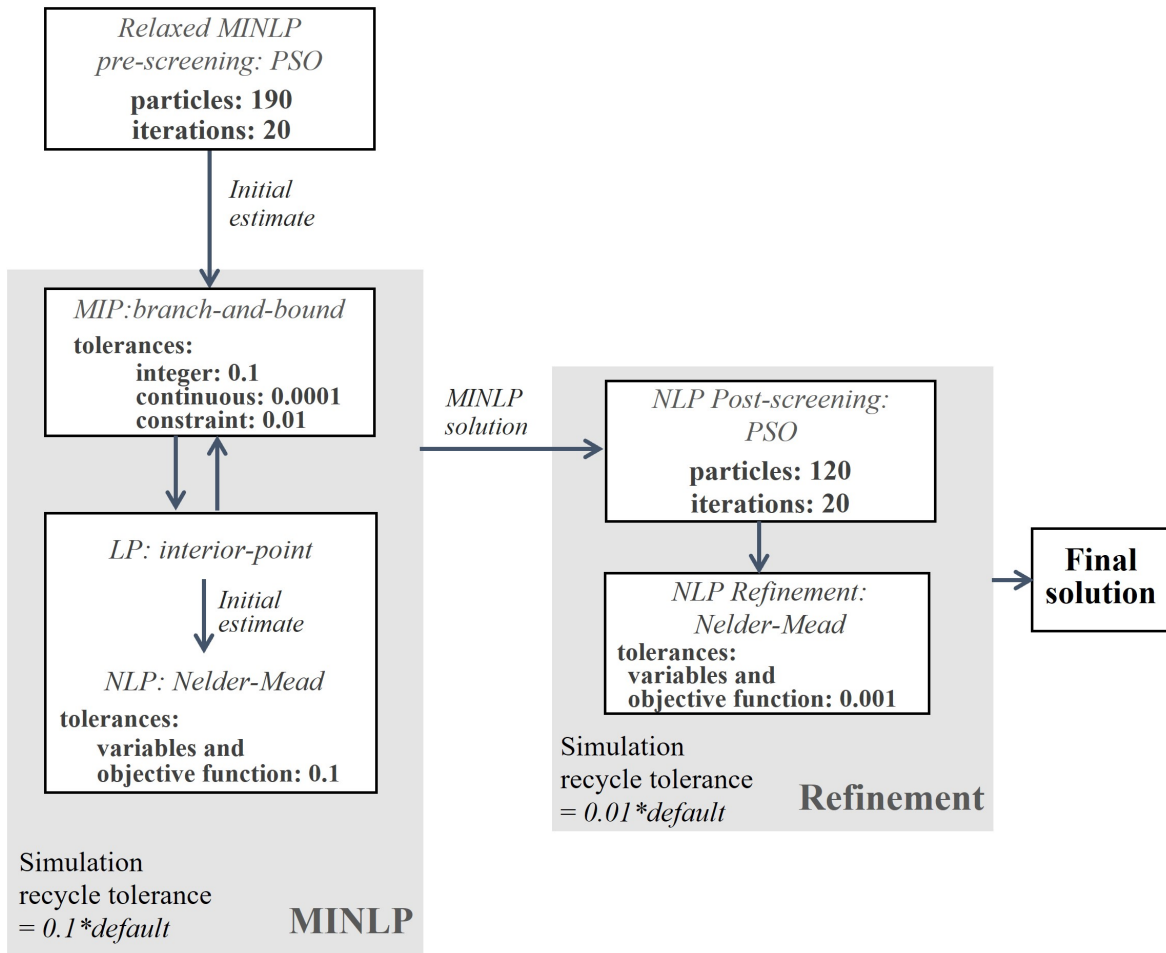 Relaxed MINLP
pre-screening: PSO
particles: 190
iterations: 20
Initial
estimate
MIP:branch-and-bound
tolerances:
integer: 0.1
continuous: 0.0001
constraint: 0.01
LP: interior-point
Initial
estimate
NLP: Nelder-Mead
tolerances:
variables and
objective function: 0.1
Simulation
recycle tolerance
= 0.1*default
MINLP
MINLP
solution
NLP Post-screening:
PSO
particles: 120
iterations: 20
NLP Refinement:
Nelder-Mead
tolerances:
variables and
objective function: 0.001
Simulation
recycle tolerance
= 0.01*default
Refinement
Final
solution